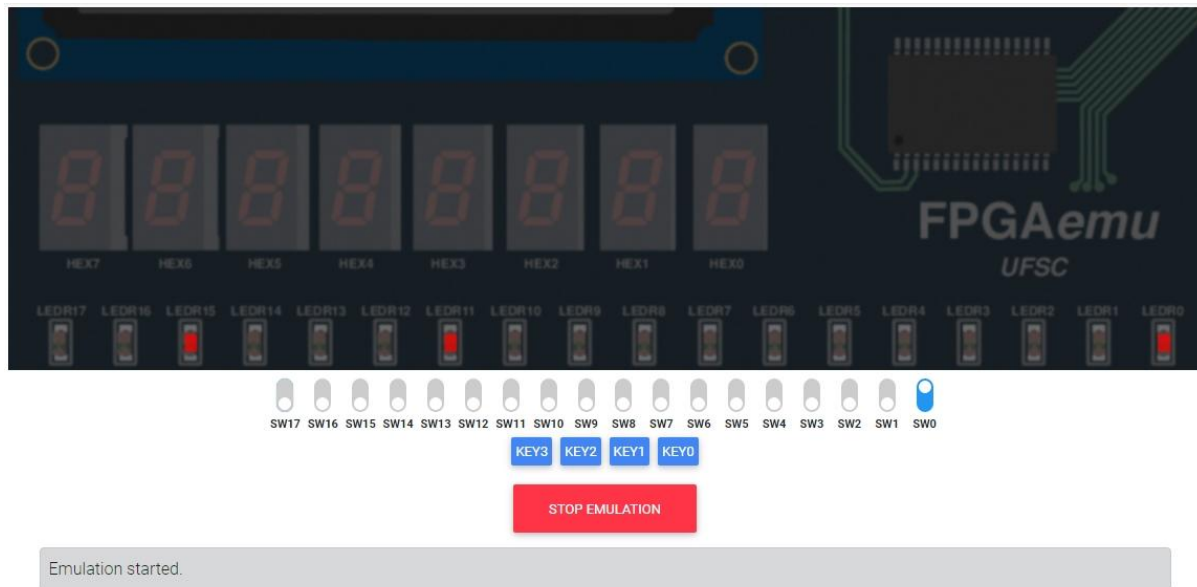 FPGAemu
UFSC
HEX7 HEX6 HEX5 HEX4 HEX3 HEX2 HEX1 HEX0
LEDR17 LEDR16 LEDR15 LEDR14 LEDR13 LEDR12 LEDR11 LEDR10 LEDR9 LEDR8 LEDR7 LEDR6 LEDR5 LEDR4 LEDR3 LEDR2 LEDR1 LEDR0
SW17 SW16 SW15 SW14 SW13 SW12 SW11 SW10 SW9 SW8 SW7 SW6 SW5 SW4 SW3 SW2 SW1 SW0
KEY3 KEY2 KEY1 KEY0
STOP EMULATION
Emulation started.